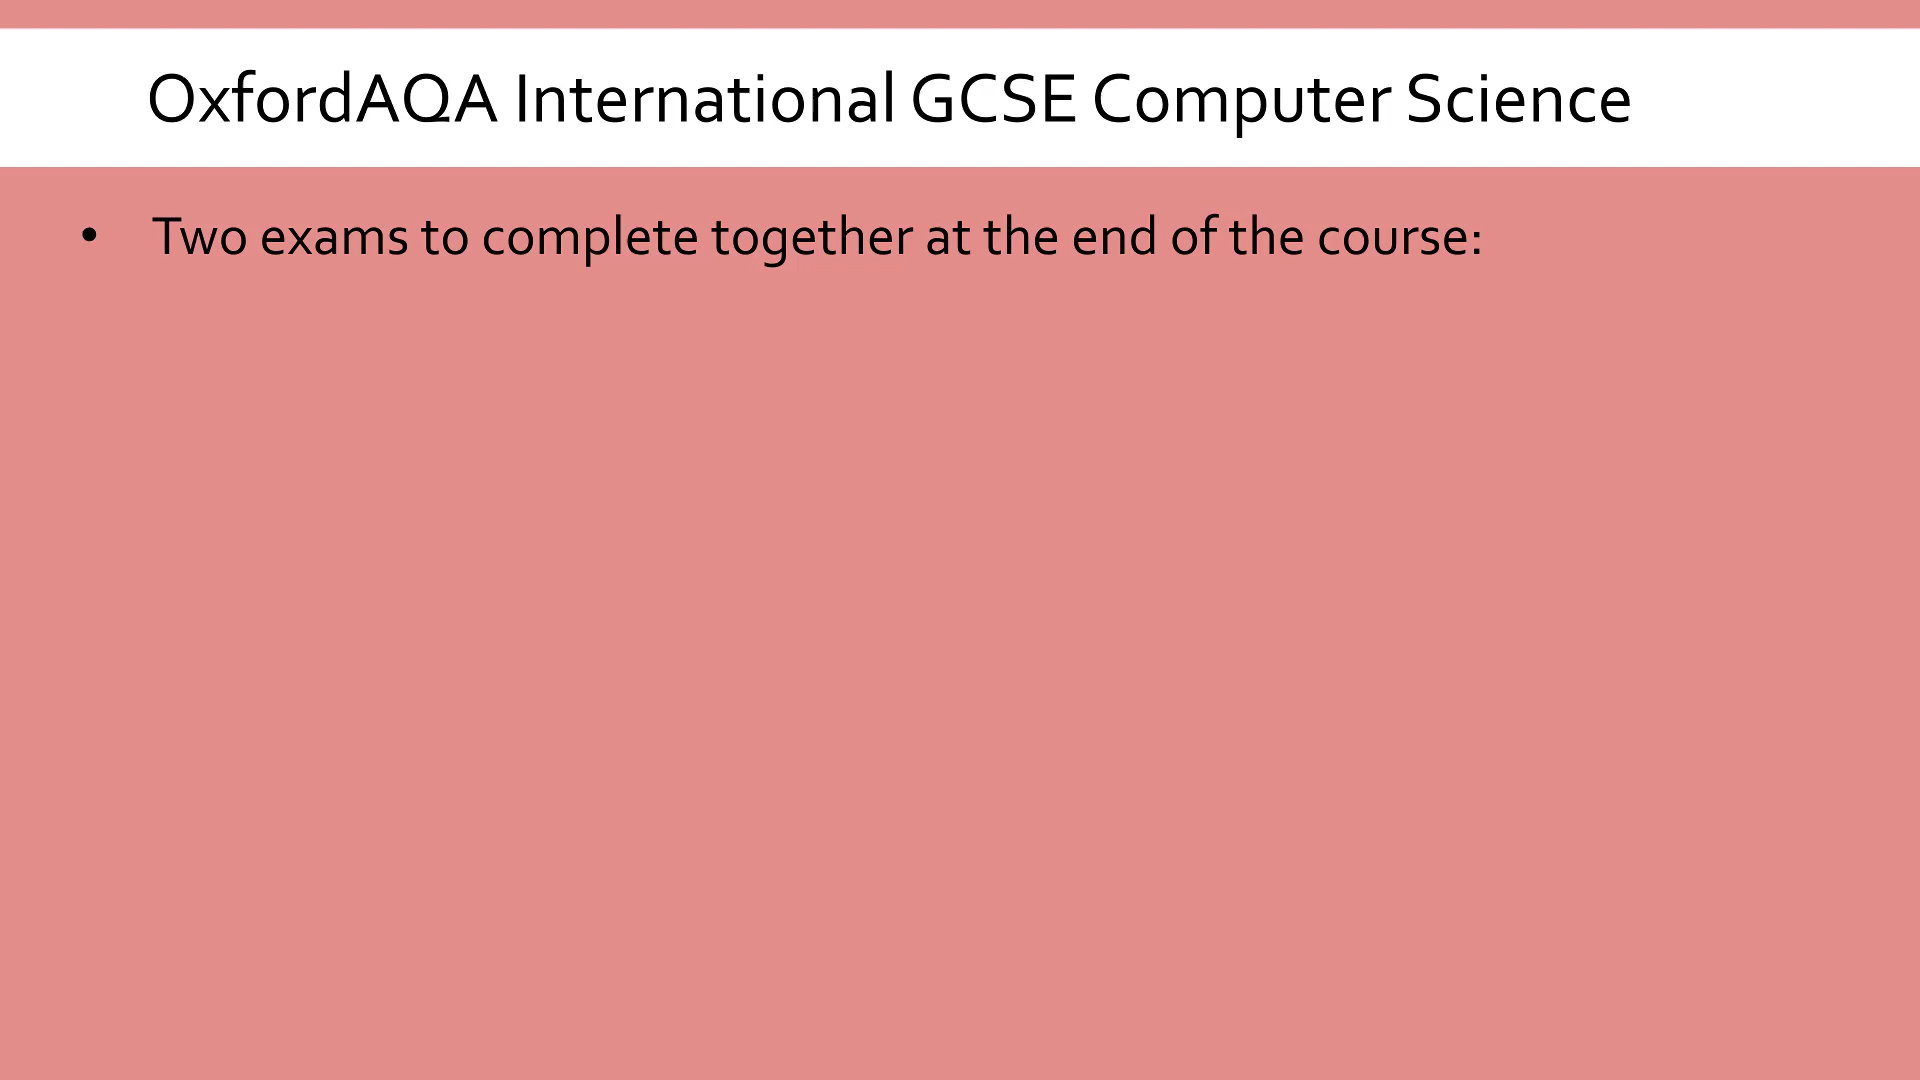 OxfordAQA International GCSE Computer Science
• Two exams to complete together at the end of the course: